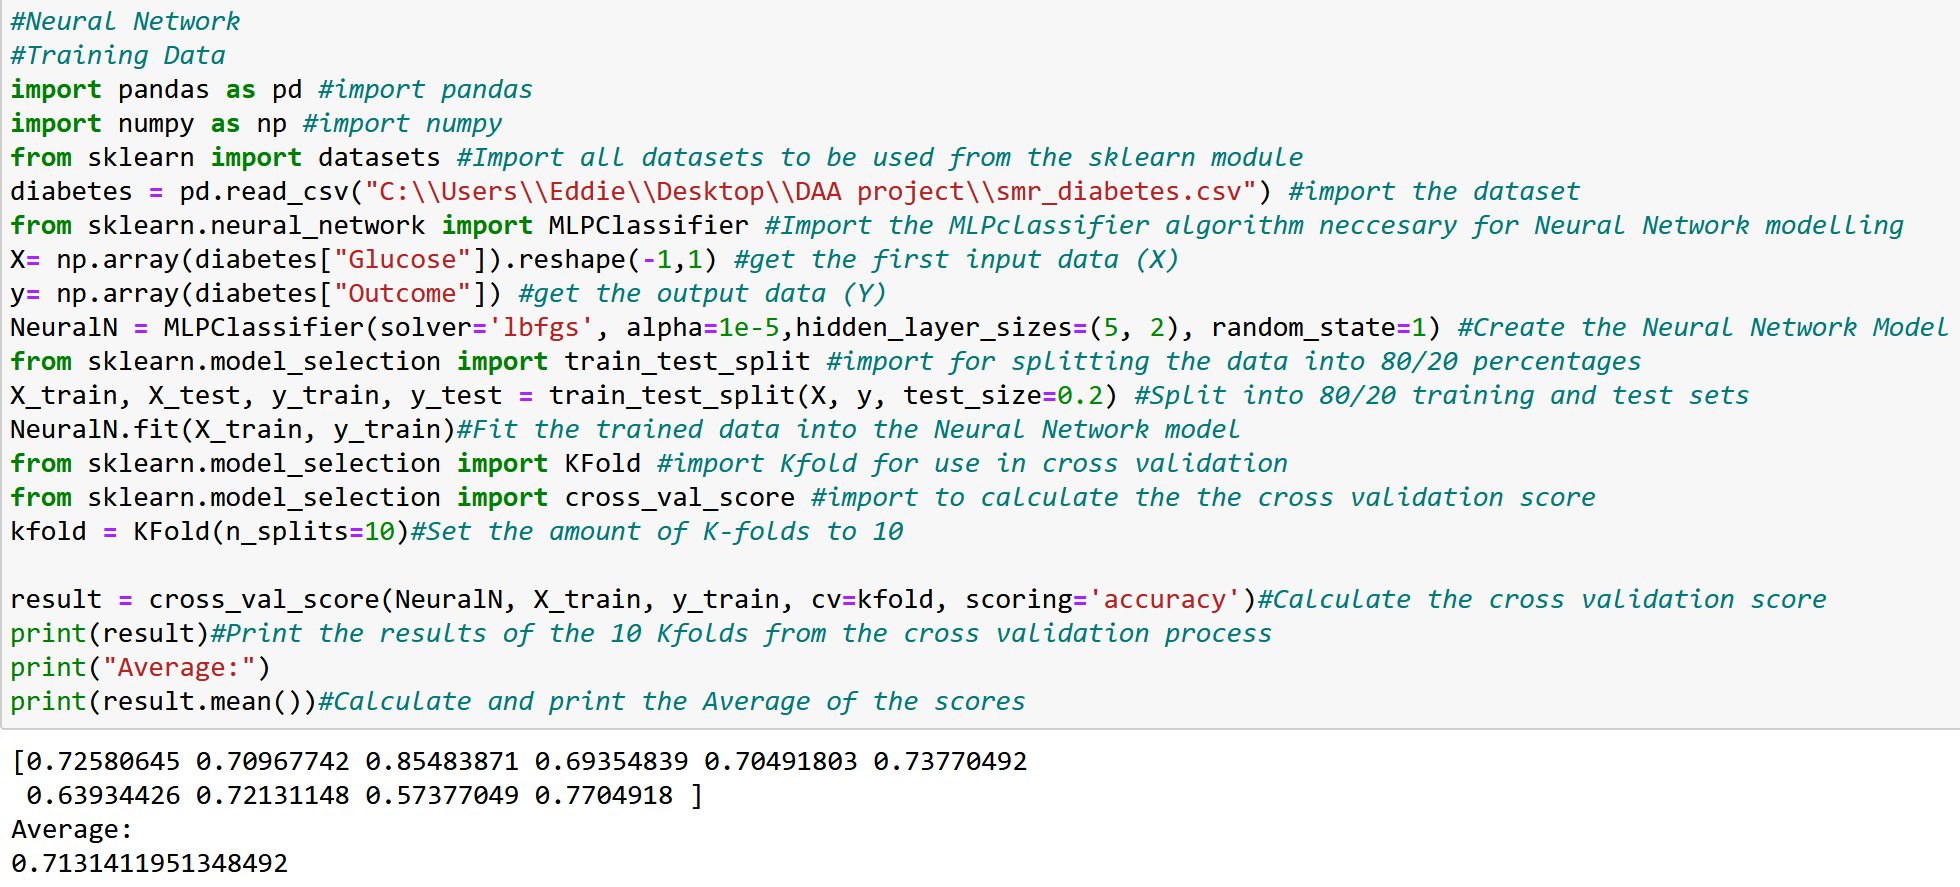 #Neural Network
#Training Data
import pandas as pd #import pandas
import numpy as np #import numpy
from sklearn import datasets #Import all datasets to be used from the sklearn module
diabetes = pd.read_csv("C:\\Users\\Eddie\\Desktop\\DAA project\\smr_diabetes.csv") #import the dataset
from sklearn.neural_network import MLPClassifier #Import the MLPclassifier algorithm neccesary for Neural Network modelling
X= np.array(diabetes["Glucose"]).reshape(-1,1) #get the first input data (X)
y= np.array(diabetes["Outcome"]) #get the output data (Y)
NeuralN = MLPClassifier(solver='lbfgs', alpha=1e-5,hidden_layer_sizes=(5, 2), random_state=1) #Create the Neural Network Model
from sklearn.model_selection import train_test_split #import for splitting the data into 80/20 percentages
X_train, X_test, y_train, y_test = train_test_split(X, y, test_size=0.2) #Split into 80/20 training and test sets
NeuralN.fit(X_train, y_train)#Fit the trained data into the Neural Network model
from sklearn.model_selection import KFold #import Kfold for use in cross validation
from sklearn.model_selection import cross_val_score #import to calculate the the cross validation score
kfold = KFold(n_splits=10)#Set the amount of K-folds to 10
result = cross_val_score(NeuralN, X_train, y_train, cv=kfold, scoring='accuracy')#Calculate the cross validation score
print(result)#Print the results of the 10 Kfolds from the cross validation process
print("Average:")
print(result.mean())#Calculate and print the Average of the scores
[0.72580645 0.70967742 0.85483871 0.69354839 0.70491803 0.73770492
 0.63934426 0.72131148 0.57377049 0.7704918 ]
Average:
0.7131411951348492